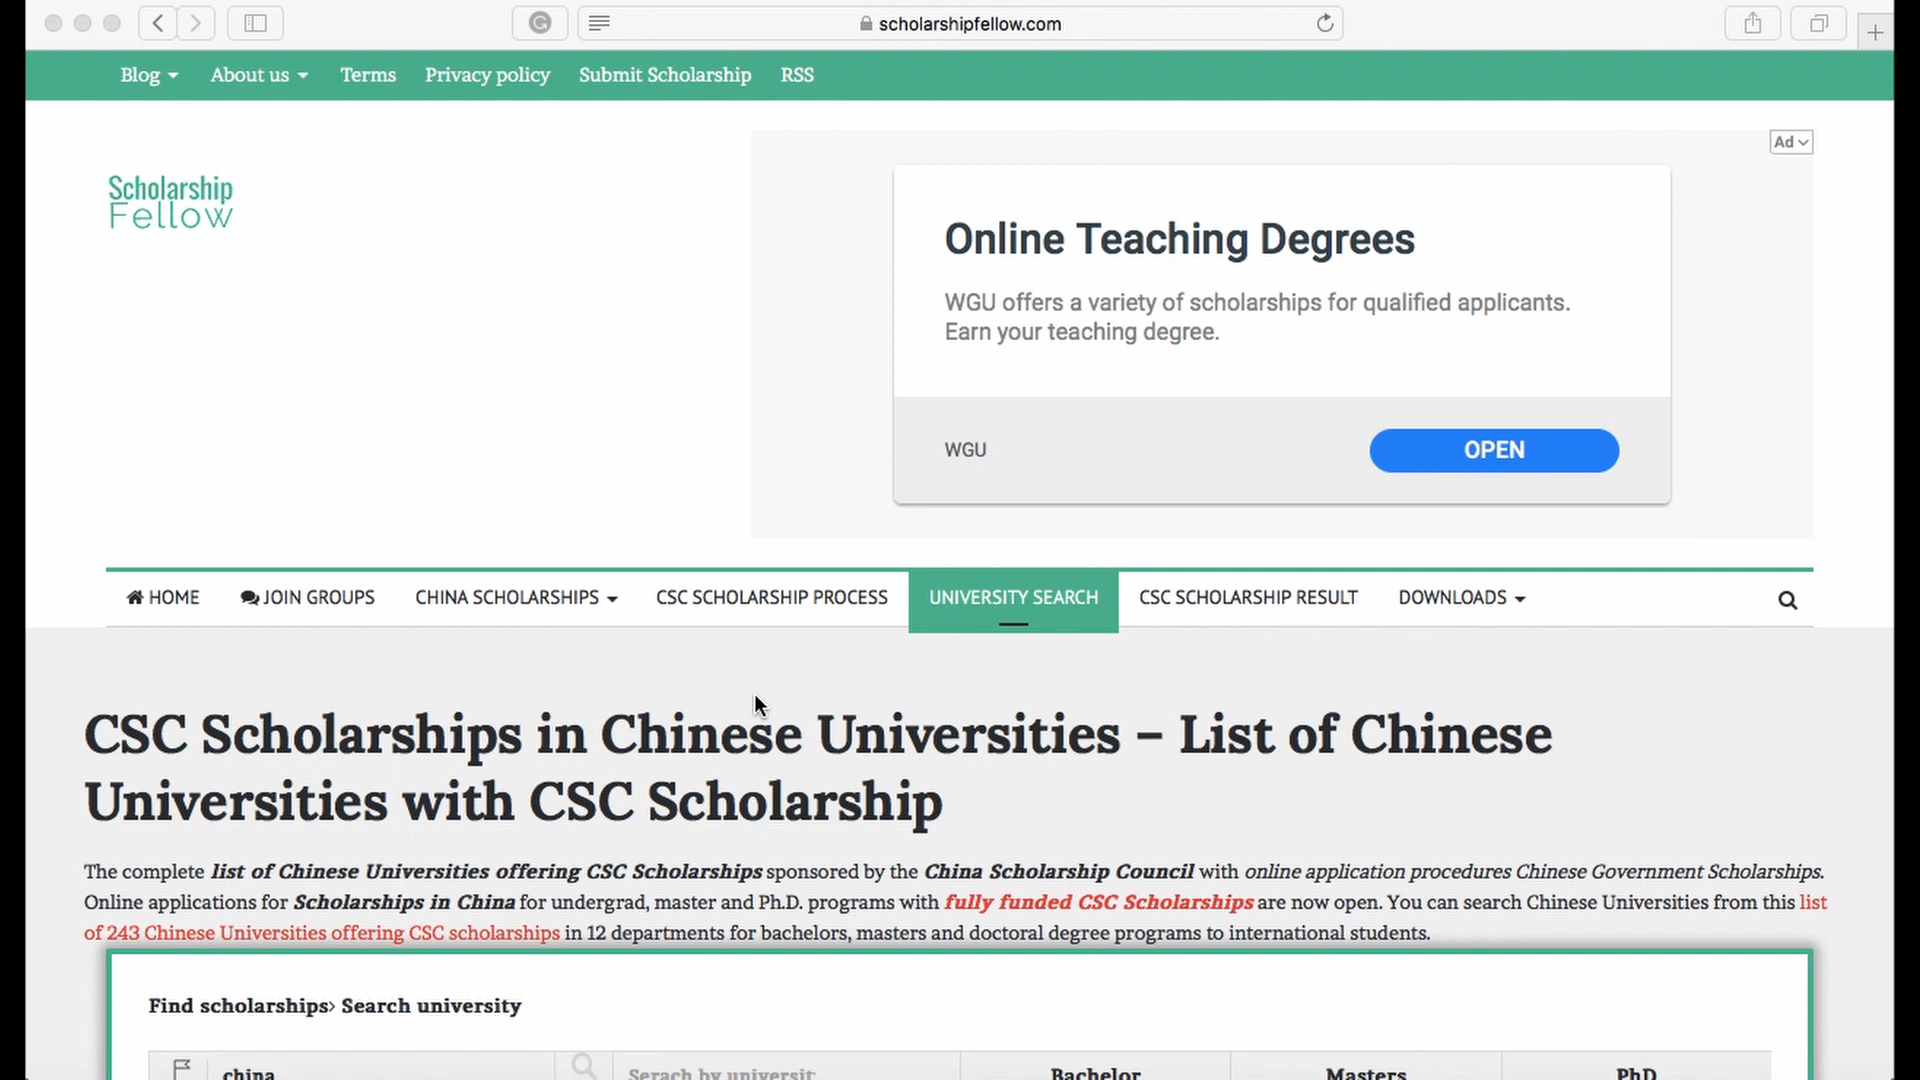 scholarshipfellow.com
Blog About us Terms Privacy policy Submit Scholarship RSS
Ad
Scholarship
Fellow
Online Teaching Degrees
WGU offers a variety of scholarships for qualified applicants.
Earn your teaching degree.
WGU OPEN
HOME JOIN GROUPS CHINA SCHOLARSHIPS CSC SCHOLARSHIP PROCESS UNIVERSITY SEARCH CSC SCHOLARSHIP RESULT DOWNLOADS
CSC Scholarships in Chinese Universities – List of Chinese
Universities with CSC Scholarship
The complete list of Chinese Universities offering CSC Scholarships sponsored by the China Scholarship Council with online application procedures Chinese Government Scholarships.
Online applications for Scholarships in China for undergrad, master and Ph.D. programs with fully funded CSC Scholarships are now open. You can search Chinese Universities from this list
of 243 Chinese Universities offering CSC scholarships in 12 departments for bachelors, masters and doctoral degree programs to international students.
Find scholarships> Search university
china Serach by universit Bachelor Masters PhD